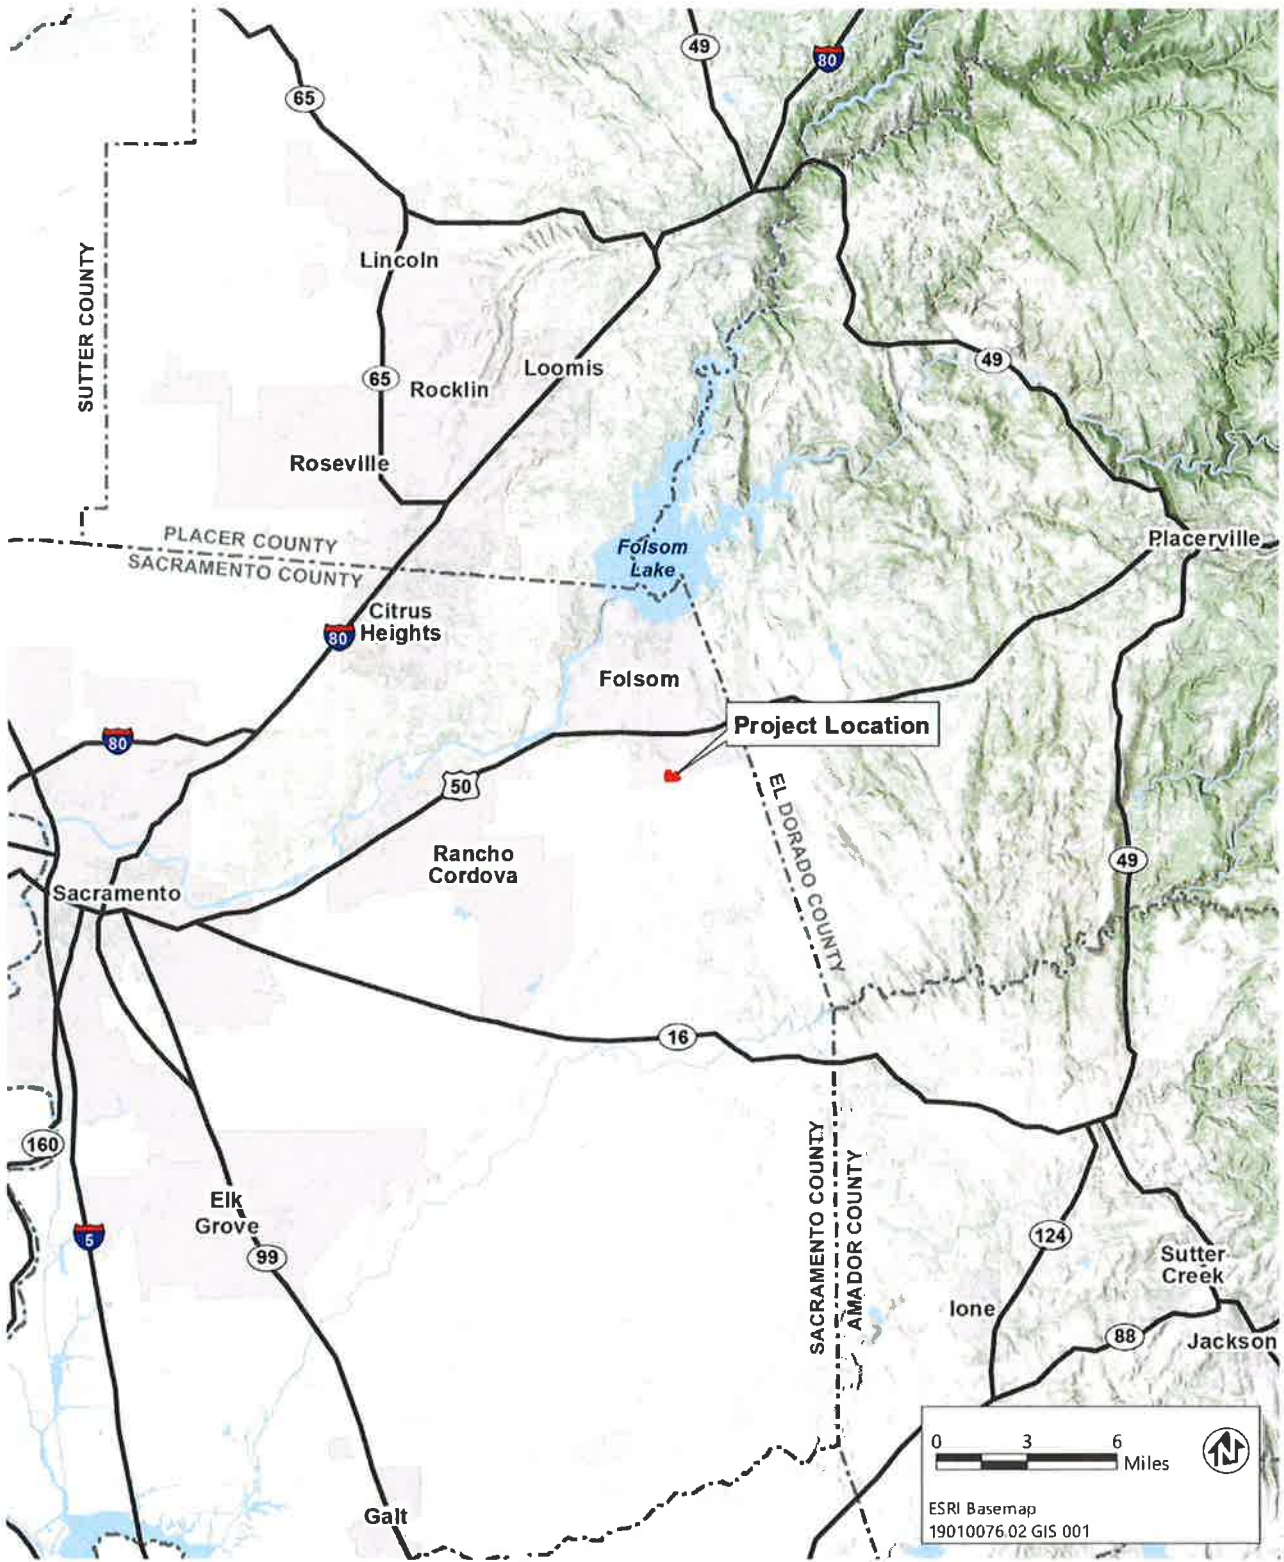 49
80
65
SUTTER COUNTY
Lincoln
65
Rocklin
Loomis
49
Roseville
PLACER COUNTY
SACRAMENTO COUNTY
Folsom
Lake
Placerville
Citrus
Heights
80
Folsom
Project Location
80
50
EL DORADO COUNTY
Rancho
Cordova
49
Sacramento
16
160
SACRAMENTO COUNTY
AMADOR COUNTY
Elk
Grove
5
99
124
Sutter
Creek
Ione
88
Jackson
0 3 6
Miles
N
ESRI Basemap
19010076.02 GIS 001
Galt